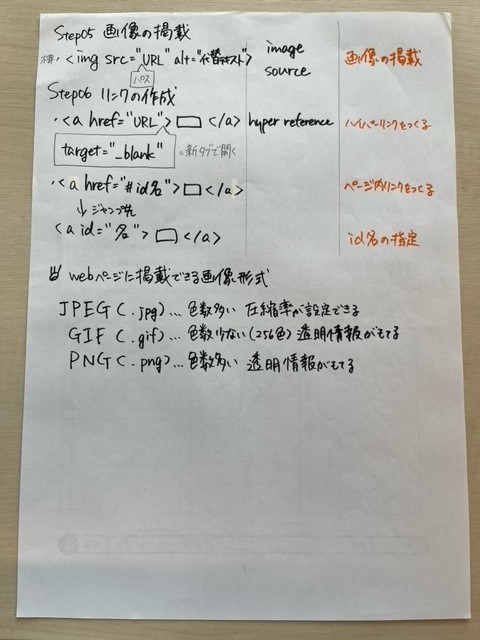 Step05 画像の掲載
・<img src="URL" alt="代替テキスト"> image source 画像の掲載
パス
Step06 リンクの作成
・<a href="URL">□</a> hyper reference ハイパーリンクをつくる
target="_blank" =新タブで開く
・<a href="#id名">□</a> ページ内リンクをつくる
↓ジャンプ先
<a id="名">□</a> id名の指定
webページに掲載できる画像形式
JPEG(.jpg)...色数多い 圧縮率が設定できる
GIF(.gif)...色数少ない(256色) 透明情報がもてる
PNG(.png)...色数多い 透明情報がもてる